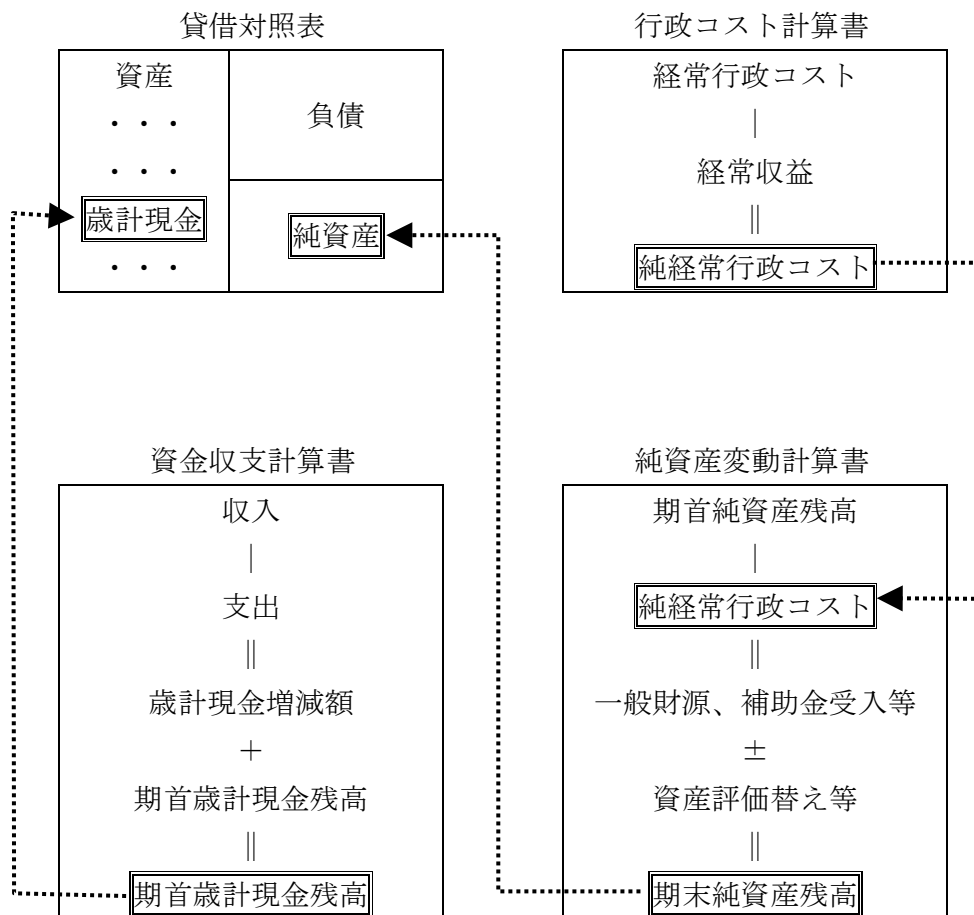 貸借対照表
資産
・・・
・・・
歳計現金
・・・
負債
純資産
行政コスト計算書
経常行政コスト
|
経常収益
||
純経常行政コスト
資金収支計算書
収入
|
支出
||
歳計現金増減額
＋
期首歳計現金残高
||
期首歳計現金残高
純資産変動計算書
期首純資産残高
|
純経常行政コスト
||
一般財源、補助金受入等
±
資産評価替え等
||
期末純資産残高